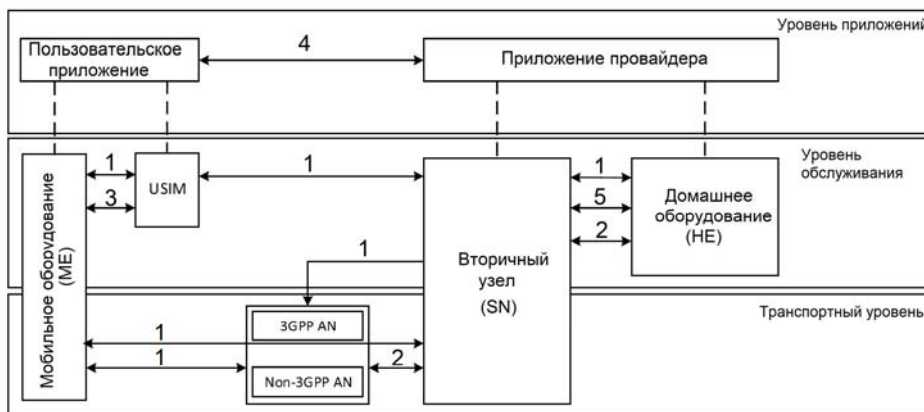 Уровень приложений
Пользовательское
приложение
4
Приложение провайдера
Уровень
обслуживания
Мобильное оборудование
(ME)
1
3
USIM
1
1
5
2
Домашнее
оборудование
(HE)
Вторичный
узел
(SN)
1
Транспортный уровень
3GPP AN
1
1
2
Non-3GPP AN